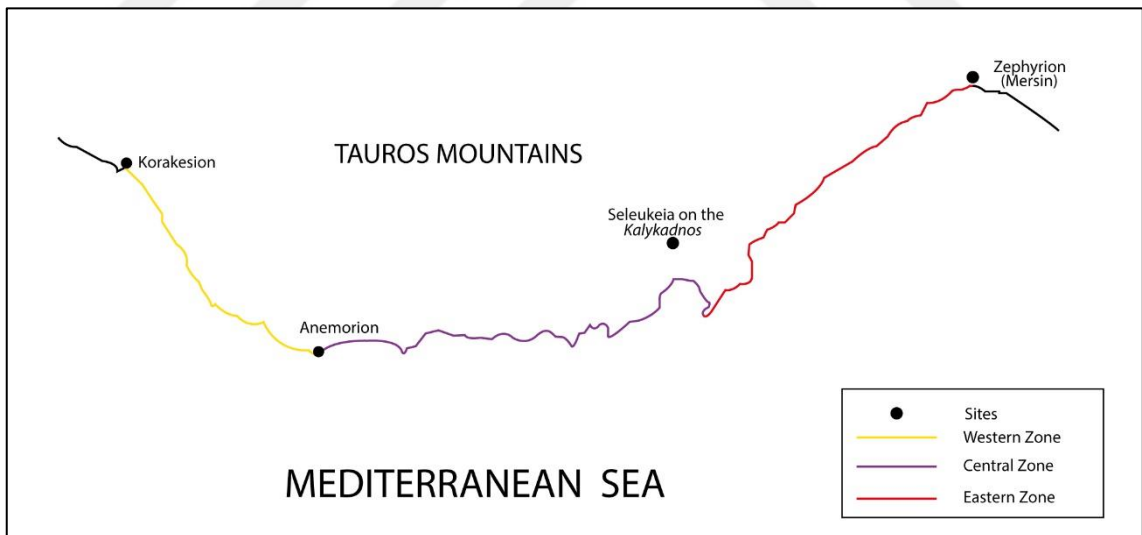 Zephyrion
(Mersin)
Korakesion
TAUROS MOUNTAINS
Seleukeia on the
Kalykadnos
Anemorion
MEDITERRANEAN SEA
Sites
Western Zone
Central Zone
Eastern Zone